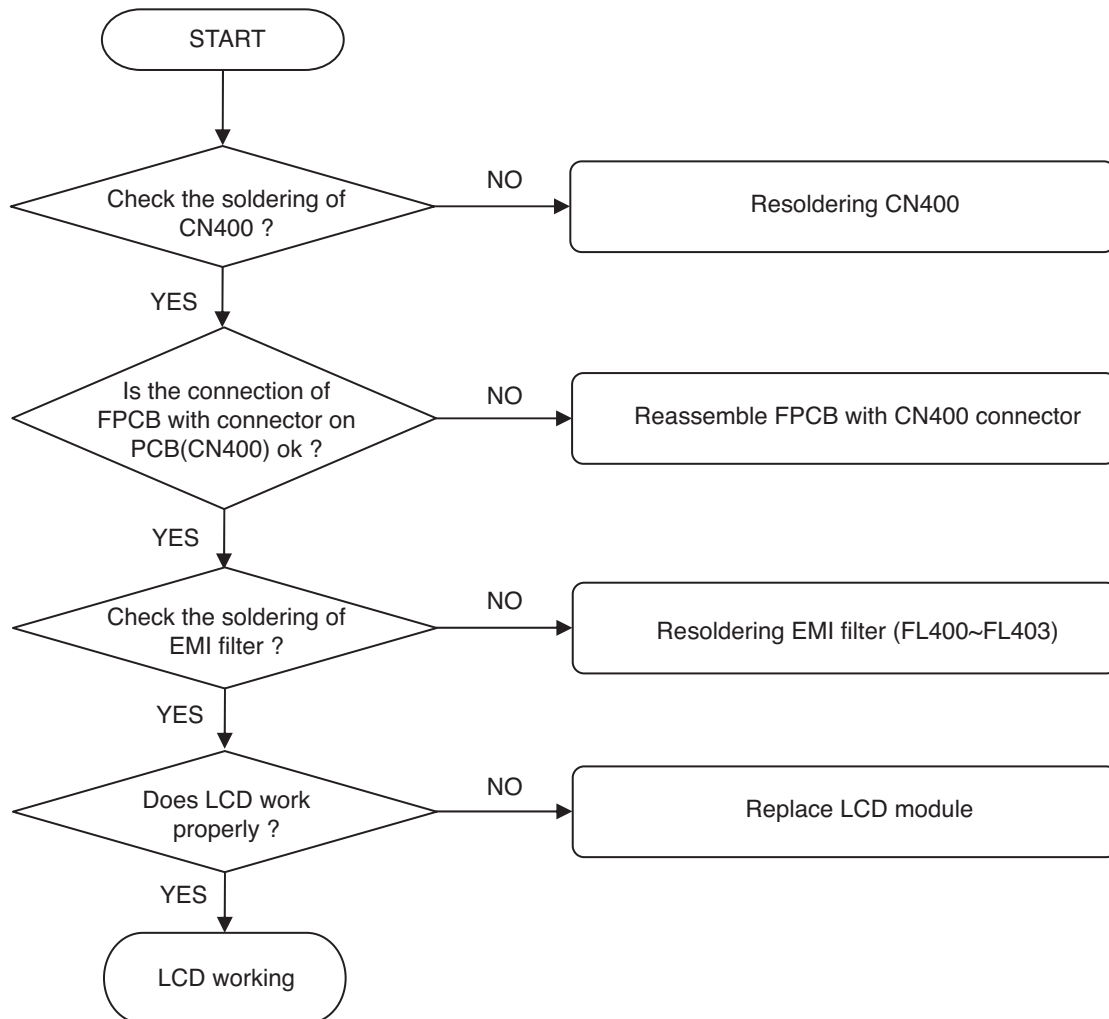 START
Check the soldering of
CN400 ?
NO
Resoldering CN400
YES
Is the connection of
FPCB with connector on
PCB(CN400) ok ?
NO
Reassemble FPCB with CN400 connector
YES
Check the soldering of
EMI filter ?
NO
Resoldering EMI filter (FL400~FL403)
YES
Does LCD work
properly ?
NO
Replace LCD module
YES
LCD working